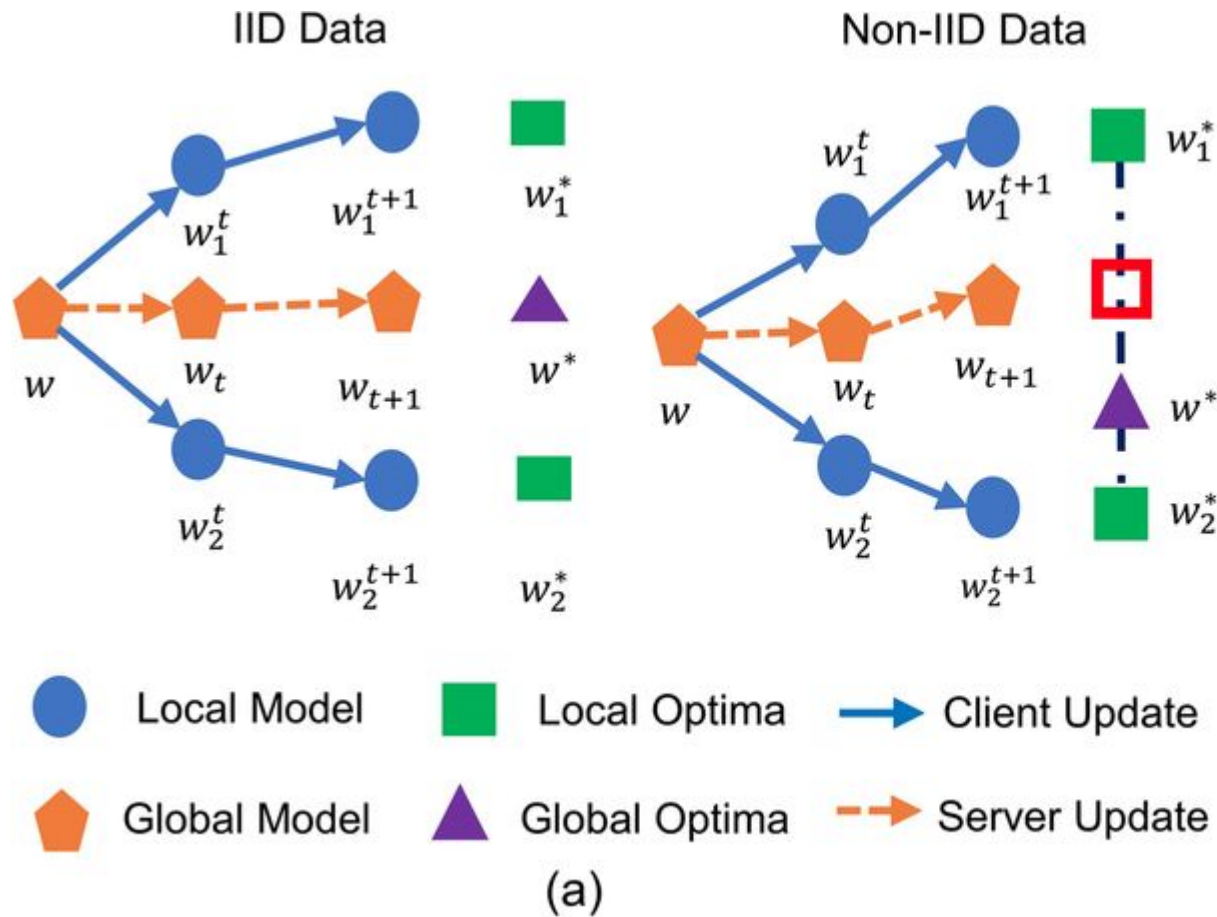 IID Data
Non-IID Data
w_1^t
w_1^{t+1}
w_1^*
w
w_t
w_{t+1}
w^*
w_2^t
w_2^{t+1}
w_2^*
w_1^t
w_1^{t+1}
w_1^*
w
w_t
w_{t+1}
w^*
w_2^t
w_2^{t+1}
w_2^*
Local Model
Local Optima
Client Update
Global Model
Global Optima
Server Update
(a)